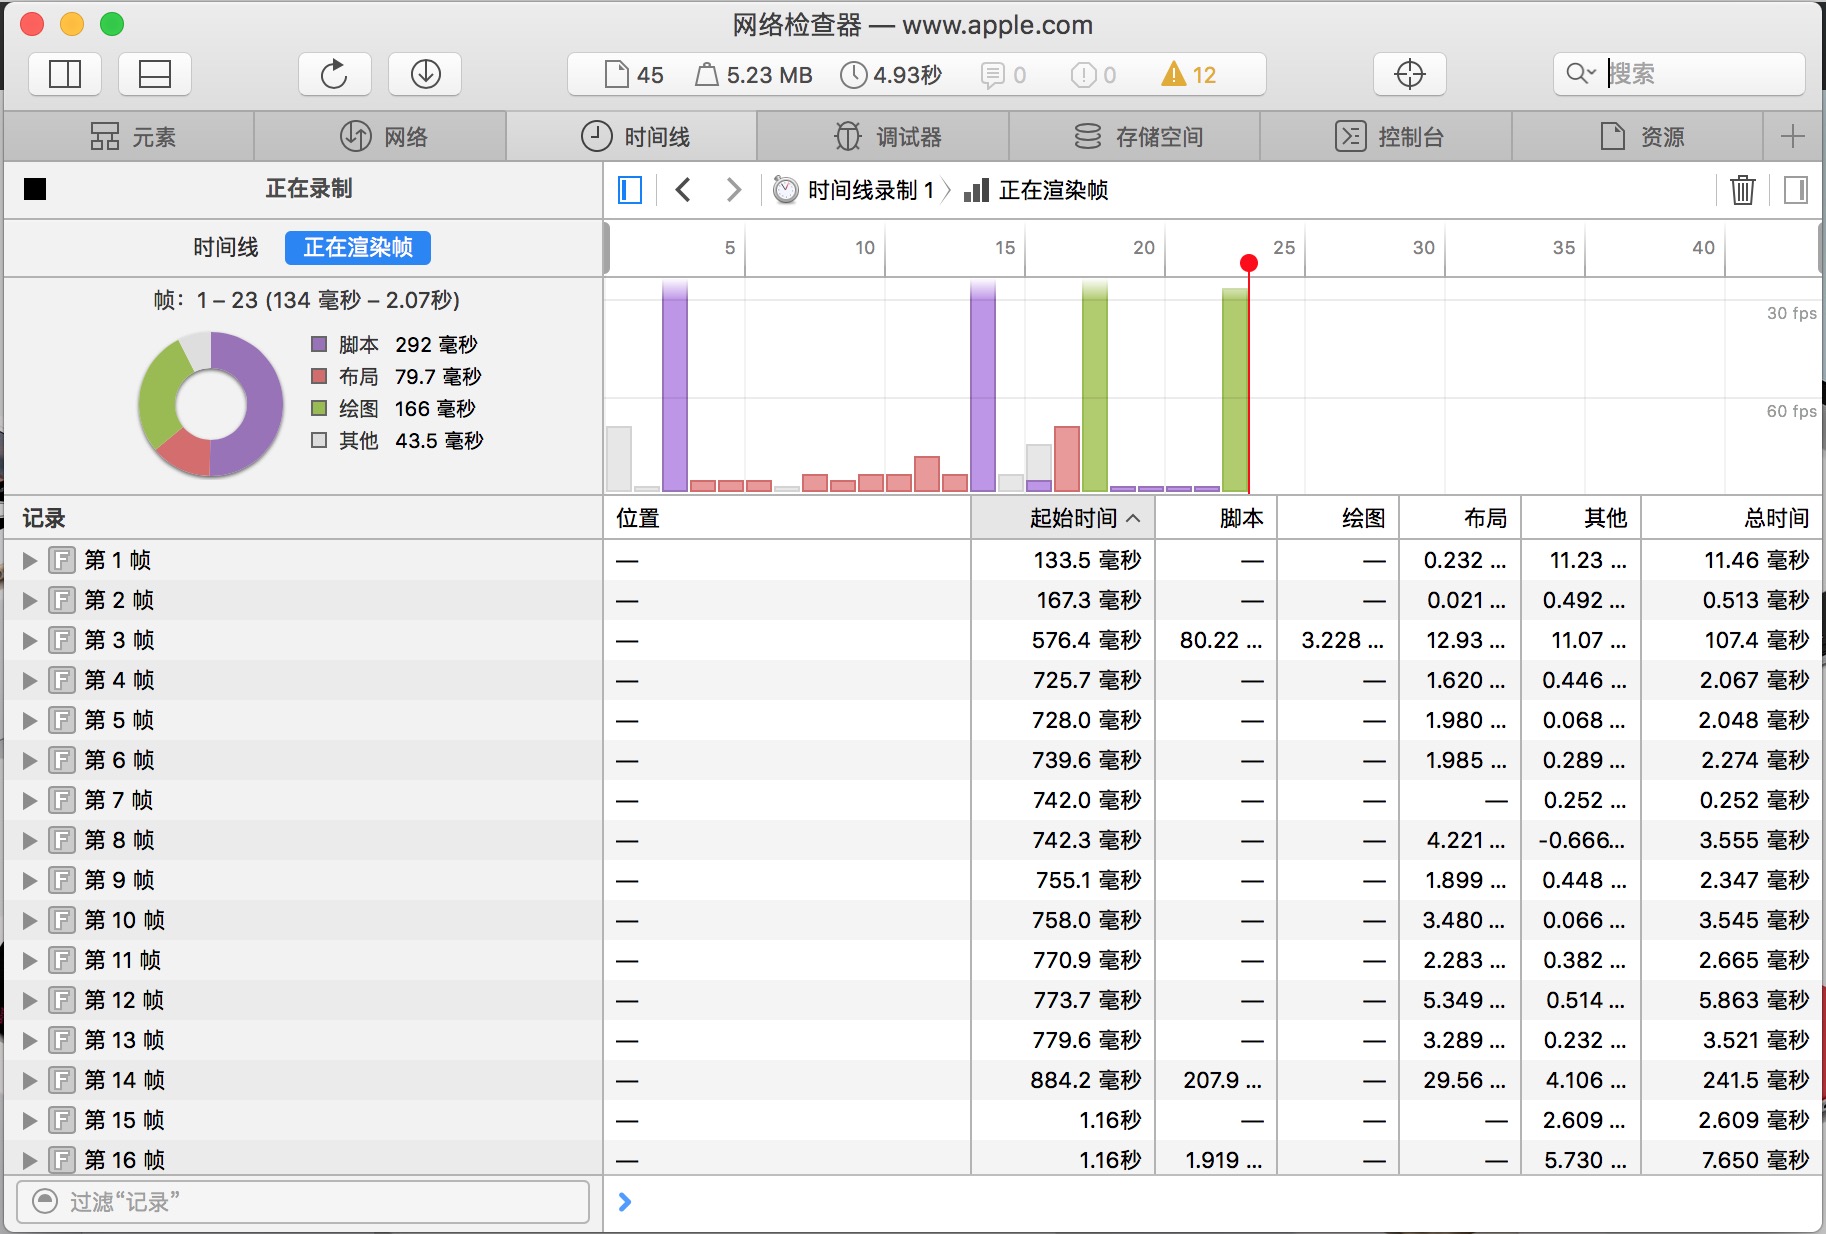 网络检查器 — www.apple.com
45 5.23 MB 4.93秒 0 0 12 搜索
元素 网络 时间线 调试器 存储空间 控制台 资源
正在录制 时间线录制 1 正在渲染帧
时间线 正在渲染帧
5 10 15 20 25 30 35 40
帧：1 – 23 (134 毫秒 – 2.07秒)
脚本 292 毫秒
布局 79.7 毫秒
绘图 166 毫秒
其他 43.5 毫秒
30 fps
60 fps
记录 位置 起始时间 脚本 绘图 布局 其他 总时间
F 第 1 帧 — 133.5 毫秒 — — 0.232 ... 11.23 ... 11.46 毫秒
F 第 2 帧 — 167.3 毫秒 — — 0.021 ... 0.492 ... 0.513 毫秒
F 第 3 帧 — 576.4 毫秒 80.22 ... 3.228 ... 12.93 ... 11.07 ... 107.4 毫秒
F 第 4 帧 — 725.7 毫秒 — — 1.620 ... 0.446 ... 2.067 毫秒
F 第 5 帧 — 728.0 毫秒 — — 1.980 ... 0.068 ... 2.048 毫秒
F 第 6 帧 — 739.6 毫秒 — — 1.985 ... 0.289 ... 2.274 毫秒
F 第 7 帧 — 742.0 毫秒 — — — 0.252 ... 0.252 毫秒
F 第 8 帧 — 742.3 毫秒 — — 4.221 ... -0.666... 3.555 毫秒
F 第 9 帧 — 755.1 毫秒 — — 1.899 ... 0.448 ... 2.347 毫秒
F 第 10 帧 — 758.0 毫秒 — — 3.480 ... 0.066 ... 3.545 毫秒
F 第 11 帧 — 770.9 毫秒 — — 2.283 ... 0.382 ... 2.665 毫秒
F 第 12 帧 — 773.7 毫秒 — — 5.349 ... 0.514 ... 5.863 毫秒
F 第 13 帧 — 779.6 毫秒 — — 3.289 ... 0.232 ... 3.521 毫秒
F 第 14 帧 — 884.2 毫秒 207.9 ... — 29.56 ... 4.106 ... 241.5 毫秒
F 第 15 帧 — 1.16秒 — — — 2.609 ... 2.609 毫秒
F 第 16 帧 — 1.16秒 1.919 ... — — 5.730 ... 7.650 毫秒
过滤“记录”